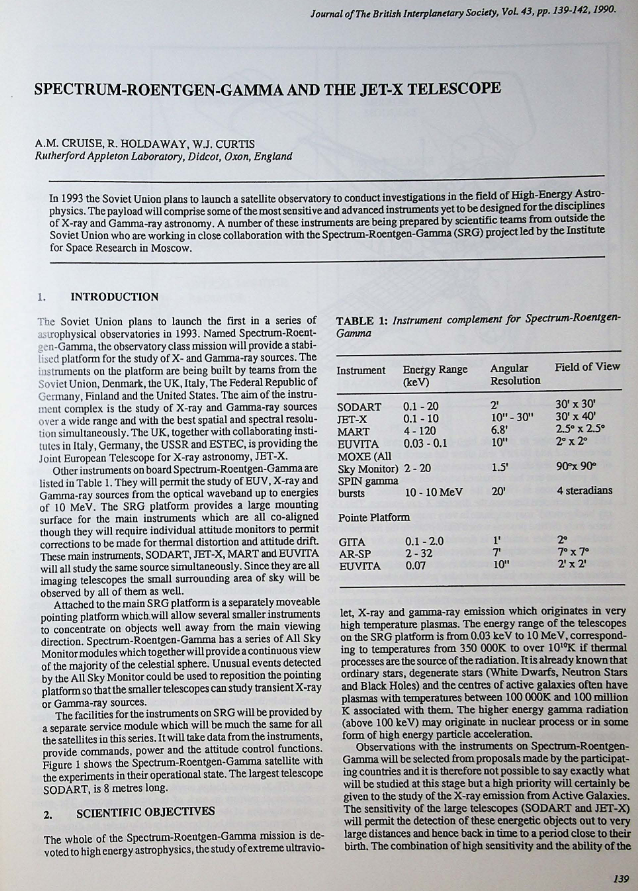 Journal of The British Interplanetary Society, Vol. 43, pp. 139-142, 1990.
SPECTRUM-ROENTGEN-GAMMA AND THE JET-X TELESCOPE
A.M. CRUISE, R. HOLDAWAY, W.J. CURTIS
Rutherford Appleton Laboratory, Didcot, Oxon, England
In 1993 the Soviet Union plans to launch a satellite observatory to conduct investigations in the field of High-Energy Astro-
physics. The payload will comprise some of the most sensitive and advanced instruments yet to be designed for the disciplines
of X-ray and Gamma-ray astronomy. A number of these instruments are being prepared by scientific teams from outside the
Soviet Union who are working in close collaboration with the Spectrum-Roentgen-Gamma (SRG) project led by the Institute
for Space Research in Moscow.
1. INTRODUCTION
The Soviet Union plans to launch the first in a series of
astrophysical observatories in 1993. Named Spectrum-Roent-
gen-Gamma, the observatory class mission will provide a stabi-
lised platform for the study of X- and Gamma-ray sources. The
instruments on the platform are being built by teams from the
Soviet Union, Denmark, the UK, Italy, The Federal Republic of
Germany, Finland and the United States. The aim of the instru-
ment complex is the study of X-ray and Gamma-ray sources
over a wide range and with the best spatial and spectral resolu-
tion simultaneously. The UK, together with collaborating insti-
tutes in Italy, Germany, the USSR and ESTEC, is providing the
Joint European Telescope for X-ray astronomy, JET-X.
Other instruments on board Spectrum-Roentgen-Gamma are
listed in Table 1. They will permit the study of EUV, X-ray and
Gamma-ray sources from the optical waveband up to energies
of 10 MeV. The SRG platform provides a large mounting
surface for the main instruments which are all co-aligned
though they will require individual attitude monitors to permit
corrections to be made for thermal distortion and attitude drift.
These main instruments, SODART, JET-X, MART and EUVITA
will all study the same source simultaneously. Since they are all
imaging telescopes the small surrounding area of sky will be
observed by all of them as well.
Attached to the main SRG platform is a separately moveable
pointing platform which will allow several smaller instruments
to concentrate on objects well away from the main viewing
direction. Spectrum-Roentgen-Gamma has a series of All Sky
Monitor modules which together will provide a continuous view
of the majority of the celestial sphere. Unusual events detected
by the All Sky Monitor could be used to reposition the pointing
platform so that the smaller telescopes can study transient X-ray
or Gamma-ray sources.
The facilities for the instruments on SRG will be provided by
a separate service module which will be much the same for all
the satellites in this series. It will take data from the instruments,
provide commands, power and the attitude control functions.
Figure 1 shows the Spectrum-Roentgen-Gamma satellite with
the experiments in their operational state. The largest telescope
SODART, is 8 metres long.
2. SCIENTIFIC OBJECTIVES
The whole of the Spectrum-Roentgen-Gamma mission is de-
voted to high energy astrophysics, the study of extreme ultravio-
TABLE 1: Instrument complement for Spectrum-Roentgen-
Gamma
Instrument Energy Range Angular Field of View
(keV) Resolution
SODART 0.1 - 20 2' 30' x 30'
JET-X 0.1 - 10 10" - 30" 30' x 40'
MART 4 - 120 6.8' 2.5° x 2.5°
EUVITA 0.03 - 0.1 10" 2° x 2°
MOXE (All
Sky Monitor) 2 - 20 1.5' 90°x 90°
SPIN gamma
bursts 10 - 10 MeV 20' 4 steradians
Pointe Platform
GITA 0.1 - 2.0 1' 2°
AR-SP 2 - 32 7' 7° x 7°
EUVITA 0.07 10" 2' x 2'
let, X-ray and gamma-ray emission which originates in very
high temperature plasmas. The energy range of the telescopes
on the SRG platform is from 0.03 keV to 10 MeV, correspond-
ing to temperatures from 350 000K to over 10¹⁰K if thermal
processes are the source of the radiation. It is already known that
ordinary stars, degenerate stars (White Dwarfs, Neutron Stars
and Black Holes) and the centres of active galaxies often have
plasmas with temperatures between 100 000K and 100 million
K associated with them. The higher energy gamma radiation
(above 100 keV) may originate in nuclear process or in some
form of high energy particle acceleration.
Observations with the instruments on Spectrum-Roentgen-
Gamma will be selected from proposals made by the participat-
ing countries and it is therefore not possible to say exactly what
will be studied at this stage but a high priority will certainly be
given to the study of the X-ray emission from Active Galaxies.
The sensitivity of the large telescopes (SODART and JET-X)
will permit the detection of these energetic objects out to very
large distances and hence back in time to a period close to their
birth. The combination of high sensitivity and the ability of the
139